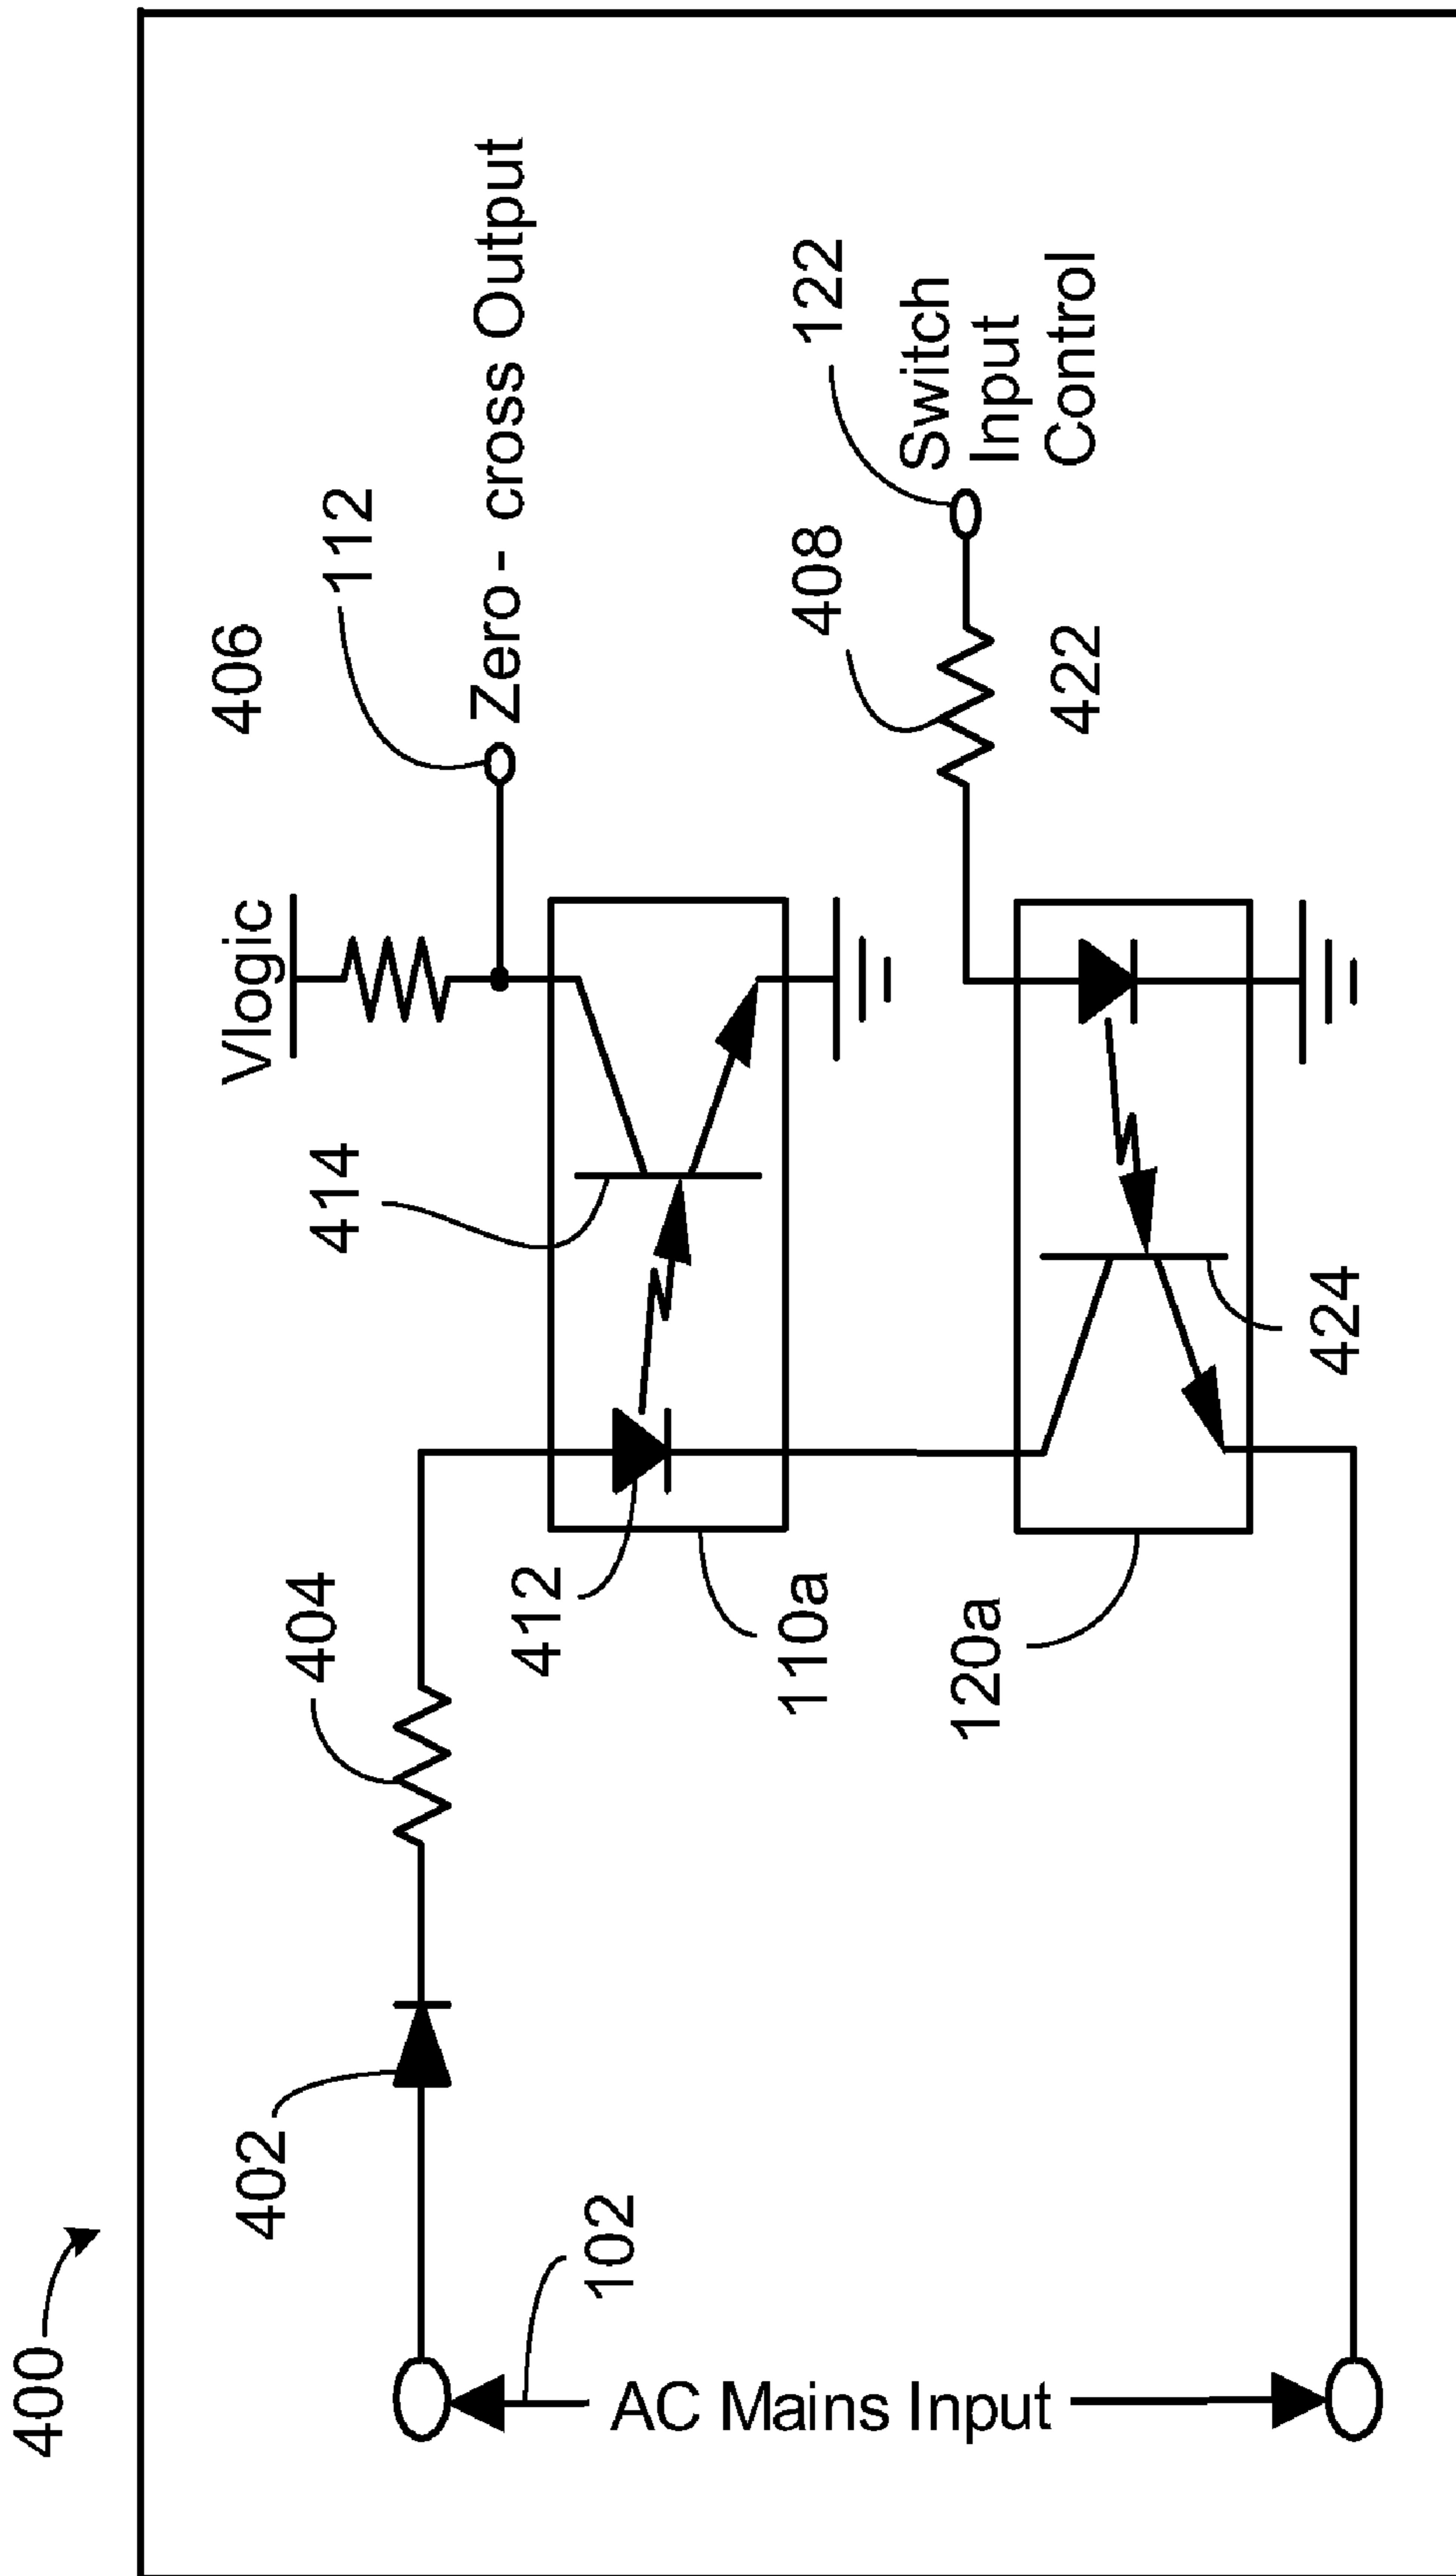 400
402
404
406
Vlogic
414
112
Zero - cross Output
412
110a
102
AC Mains Input
408
122
Switch
Input
Control
422
120a
424